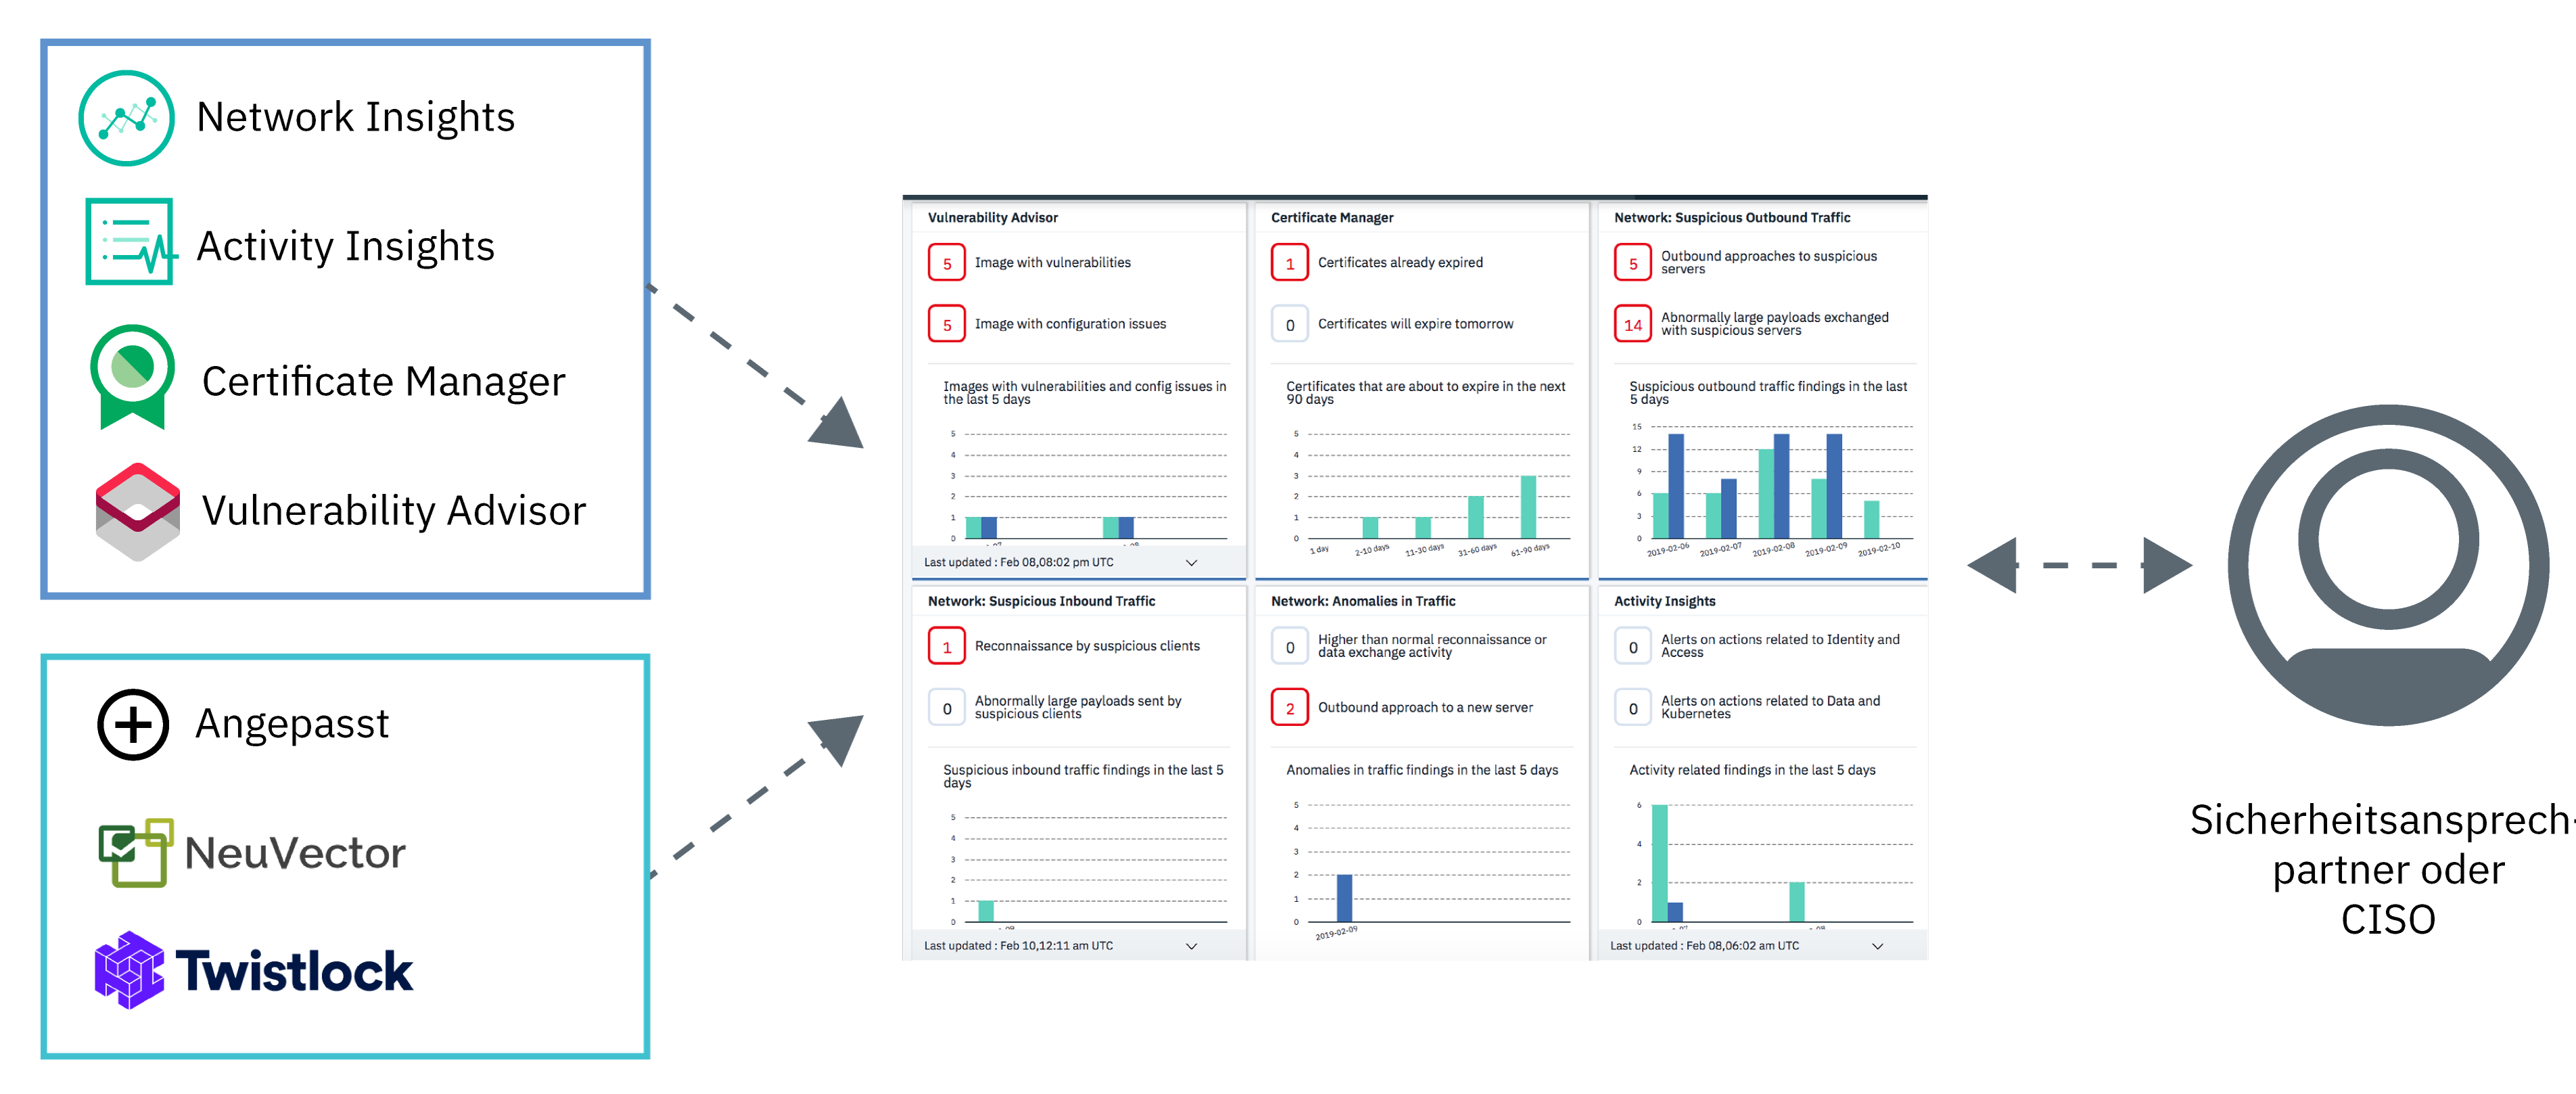 Network Insights
Activity Insights
Certificate Manager
Vulnerability Advisor
Angepasst
NeuVector
Twistlock
Vulnerability Advisor
5 Image with vulnerabilities
5 Image with configuration issues
Images with vulnerabilities and config issues in
the last 5 days
5
4
3
2
1
0
Last updated : Feb 08,08:02 pm UTC
Certificate Manager
1 Certificates already expired
0 Certificates will expire tomorrow
Certificates that are about to expire in the next
90 days
5
4
3
2
1
0
1 day 2-10 days 11-30 days 31-60 days 61-90 days
Network: Suspicious Outbound Traffic
5 Outbound approaches to suspicious
servers
14 Abnormally large payloads exchanged
with suspicious servers
Suspicious outbound traffic findings in the last
5 days
15
12
9
6
3
0
2019-02-06 2019-02-07 2019-02-08 2019-02-09 2019-02-10
Network: Suspicious Inbound Traffic
1 Reconnaissance by suspicious clients
0 Abnormally large payloads sent by
suspicious clients
Suspicious inbound traffic findings in the last 5
days
5
4
3
2
1
0
Last updated : Feb 10,12:11 am UTC
Network: Anomalies in Traffic
0 Higher than normal reconnaissance or
data exchange activity
2 Outbound approach to a new server
Anomalies in traffic findings in the last 5 days
5
4
3
2
1
0
2019-02-09
Activity Insights
0 Alerts on actions related to Identity and
Access
0 Alerts on actions related to Data and
Kubernetes
Activity related findings in the last 5 days
6
4
2
0
Last updated : Feb 08,06:02 am UTC
Sicherheitsansprech-
partner oder
CISO